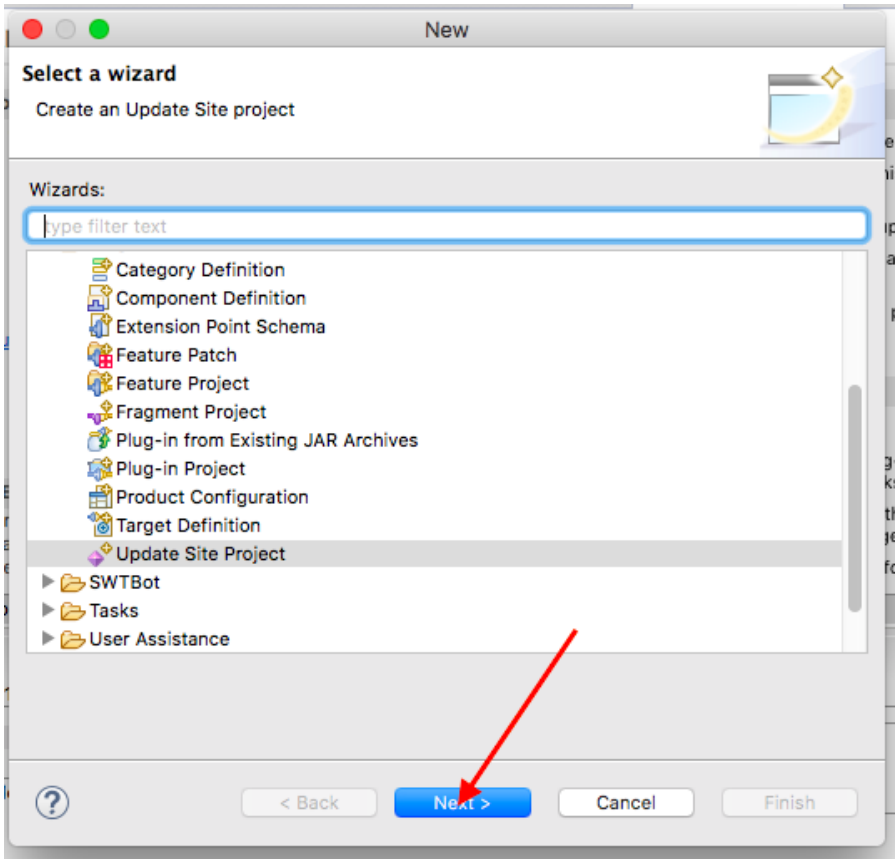 New
Select a wizard
Create an Update Site project
Wizards:
type filter text
Category Definition
Component Definition
Extension Point Schema
Feature Patch
Feature Project
Fragment Project
Plug-in from Existing JAR Archives
Plug-in Project
Product Configuration
Target Definition
Update Site Project
SWTBot
Tasks
User Assistance
? < Back Next > Cancel Finish